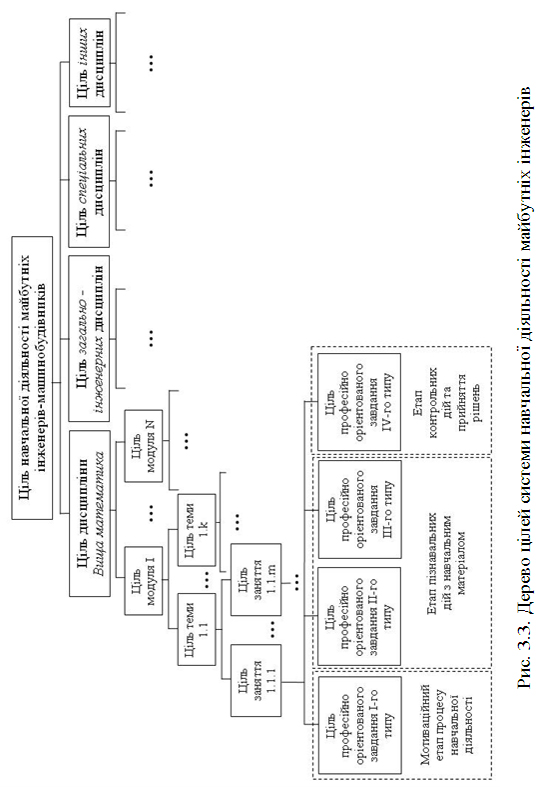 Ціль навчальної діяльності майбутніх
інженерів-машинобудівників
Ціль дисципліни
Вища математика
Ціль загально –
інженерних дисциплін
Ціль спеціальних
дисциплін
Ціль інших
дисциплін
...
...
...
Ціль
модуля I
...
Ціль
модуля N
...
Ціль теми
1.1
...
Ціль теми
1.k
...
Ціль
заняття
1.1.1
...
Ціль
заняття
1.1.m
...
Ціль
професійно
орієнтованого
завдання I-го
типу
Ціль
професійно
орієнтованого
завдання II-го
типу
Ціль
професійно
орієнтованого
завдання
III-го типу
Ціль
професійно
орієнтованого
завдання
IV-го типу
Мотиваційний
етап процесу
навчальної
діяльності
Етап пізнавальних
дій з навчальним
матеріалом
Етап
контрольних
дій та
прийняття
рішень
Рис. 3.3. Дерево цілей системи навчальної діяльності майбутніх інженерів